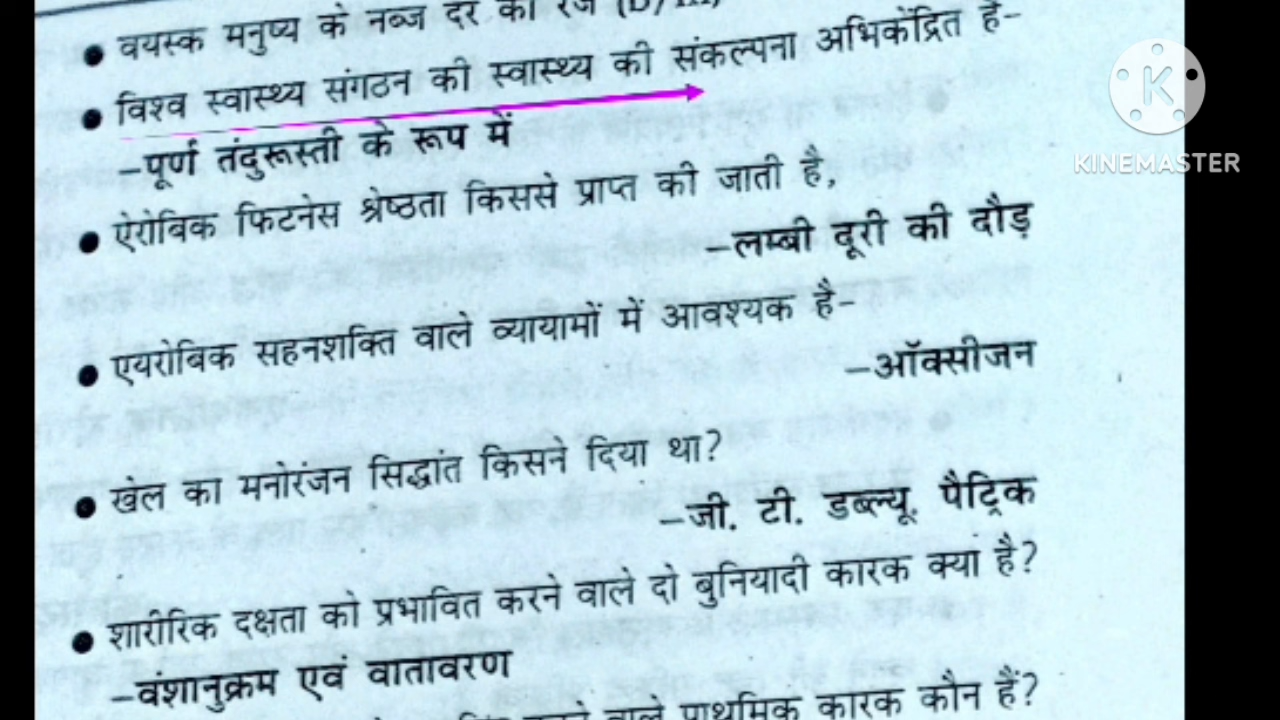 वयस्क मनुष्य के नब्ज दर की रेंज
● विश्व स्वास्थ्य संगठन की स्वास्थ्य की संकल्पना अभिकेंद्रित है-
-पूर्ण तंदुरूस्ती के रूप में
● ऐरोबिक फिटनेस श्रेष्ठता किससे प्राप्त की जाती है,
-लम्बी दूरी की दौड़
● एयरोबिक सहनशक्ति वाले व्यायामों में आवश्यक है-
-ऑक्सीजन
● खेल का मनोरंजन सिद्धांत किसने दिया था?
-जी. टी. डब्ल्यू. पैट्रिक
● शारीरिक दक्षता को प्रभावित करने वाले दो बुनियादी कारक क्या है?
-वंशानुक्रम एवं वातावरण
करने वाले प्राथमिक कारक कौन हैं?
K
KINEMASTER